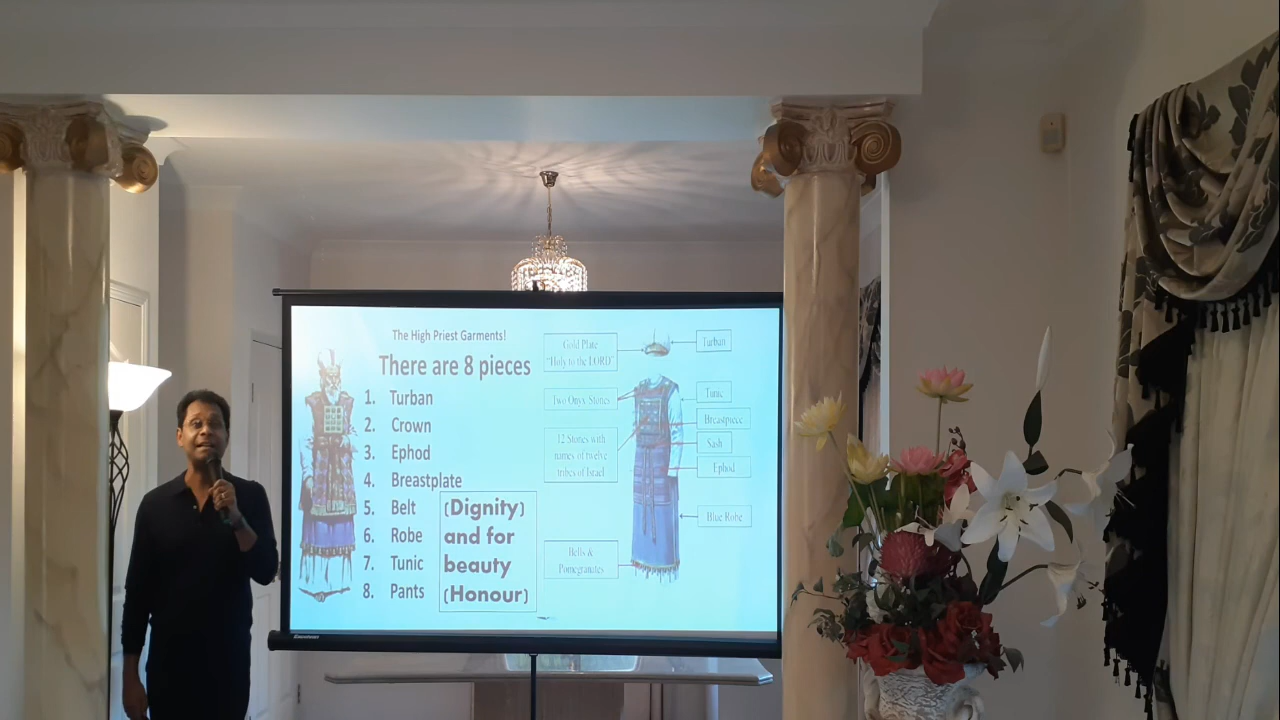 The High Priest Garments!
There are 8 pieces
1. Turban
2. Crown
3. Ephod
4. Breastplate
5. Belt
6. Robe
7. Tunic
8. Pants
(Dignity)
and for
beauty
(Honour)
Gold Plate
"Holy to the LORD"
Two Onyx Stones
12 Stones with
names of twelve
tribes of Israel
Bells &
Pomegranates
Turban
Tunic
Breastpiece
Sash
Ephod
Blue Robe